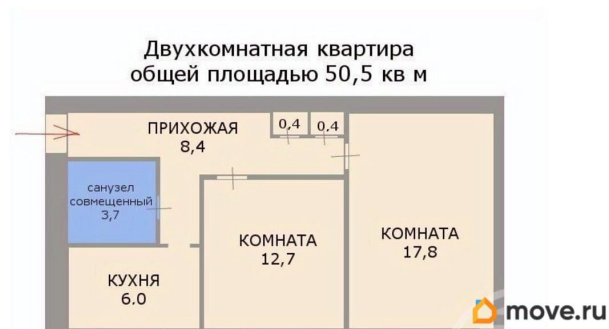 Двухкомнатная квартира
общей площадью 50,5 кв м
ПРИХОЖАЯ
8,4
0,4
0,4
санузел
совмещенный
3,7
КОМНАТА
12,7
КОМНАТА
17,8
КУХНЯ
6.0
move.ru